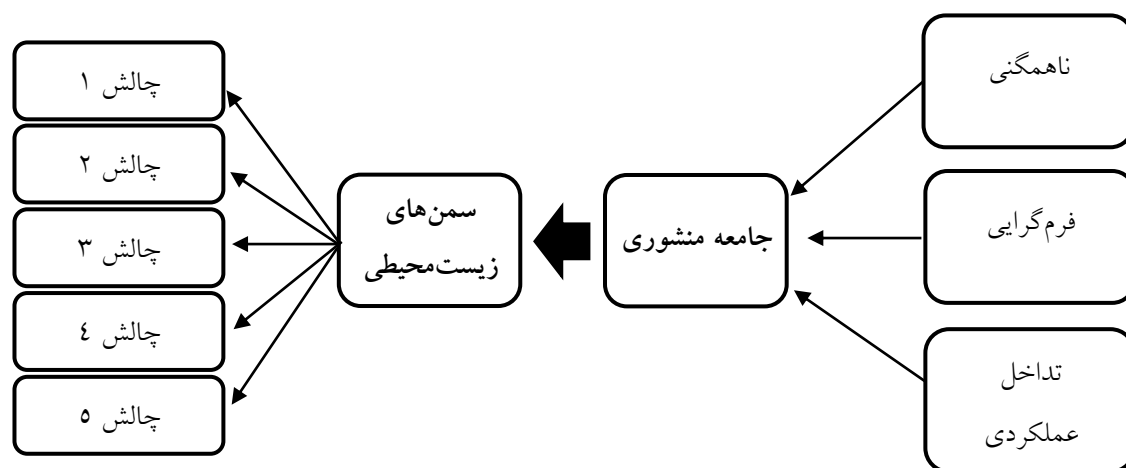 ناهمگنی
فرم‌گرایی
تداخل
عملکردی
جامعه منشوری
سمن‌های
زیست‌محیطی
چالش ۱
چالش ۲
چالش ۳
چالش ٤
چالش ٥